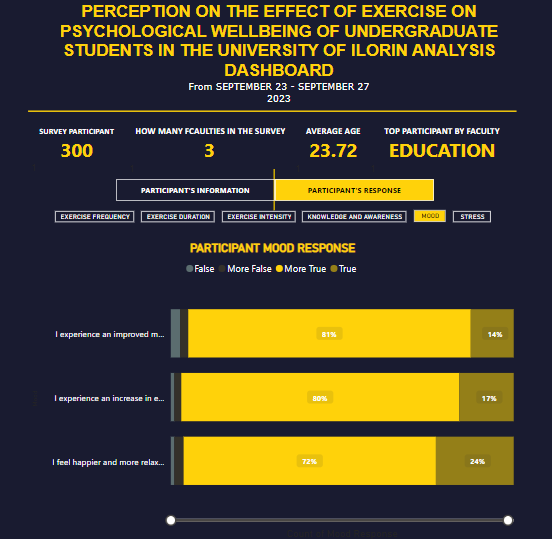 PERCEPTION ON THE EFFECT OF EXERCISE ON
PSYCHOLOGICAL WELLBEING OF UNDERGRADUATE
STUDENTS IN THE UNIVERSITY OF ILORIN ANALYSIS
DASHBOARD
From SEPTEMBER 23 - SEPTEMBER 27
2023
SURVEY PARTICIPANT HOW MANY FCAULTIES IN THE SURVEY AVERAGE AGE TOP PARTICIPANT BY FACULTY
300 3 23.72 EDUCATION
PARTICIPANT'S INFORMATION PARTICIPANT'S RESPONSE
EXERCISE FREQUENCY EXERCISE DURATION EXERCISE INTENSITY KNOWLEDGE AND AWARENESS MOOD STRESS
PARTICIPANT MOOD RESPONSE
False More False More True True
I experience an improved m... 81% 14%
I experience an increase in e... 80% 17%
I feel happier and more relax... 72% 24%